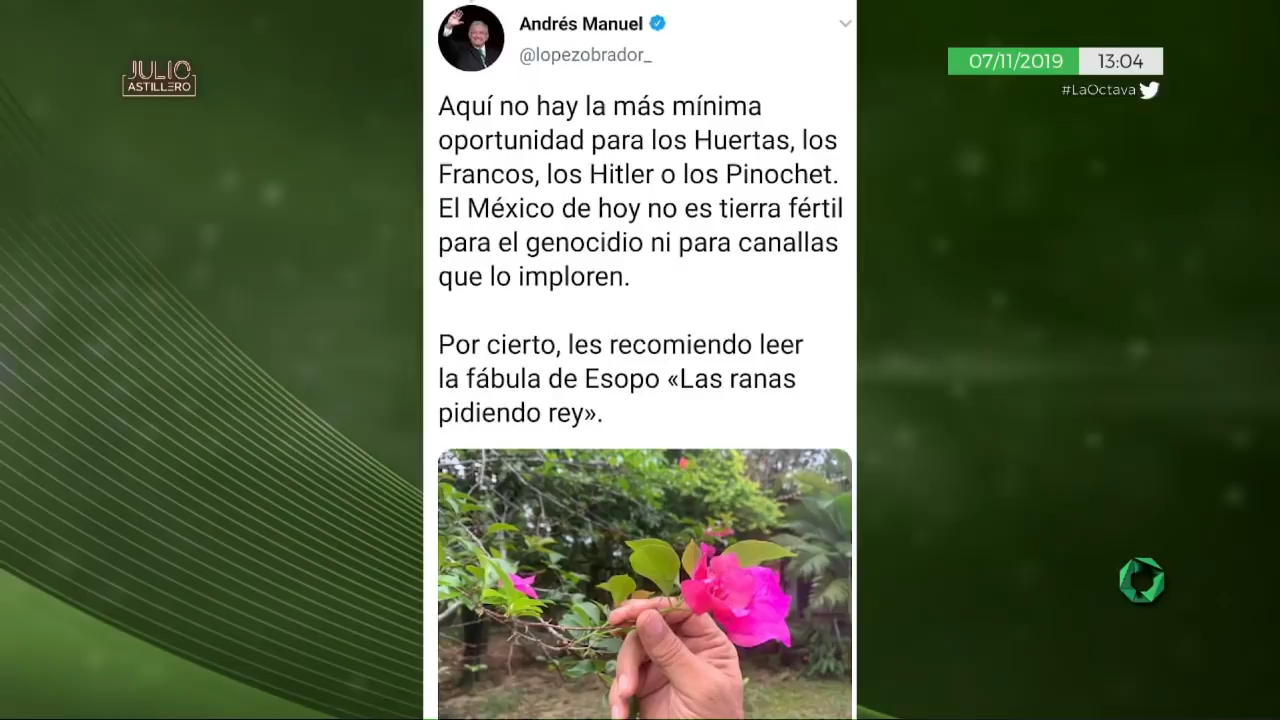 JULIO
ASTILLERO
Andrés Manuel
@lopezobrador_
07/11/2019 13:04
#LaOctava
Aquí no hay la más mínima
oportunidad para los Huertas, los
Francos, los Hitler o los Pinochet.
El México de hoy no es tierra fértil
para el genocidio ni para canallas
que lo imploren.
Por cierto, les recomiendo leer
la fábula de Esopo «Las ranas
pidiendo rey».